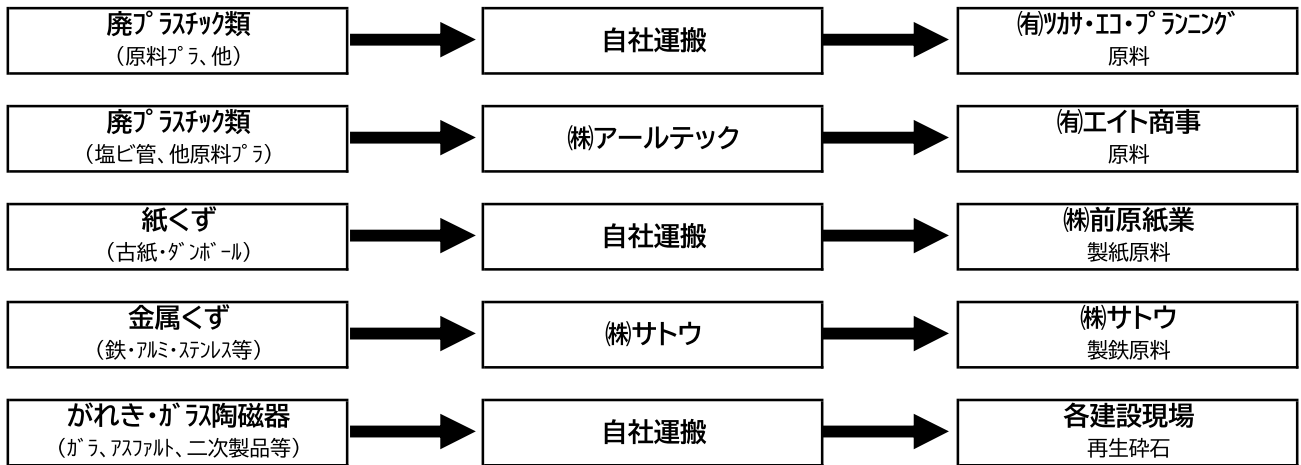 廃ﾌﾟﾗｽﾁｯｸ類
(原料ﾌﾟﾗ、他)
自社運搬
㈲ﾂｶｻ・ｴｺ・ﾌﾟﾗﾝﾆﾝｸﾞ
原料
廃ﾌﾟﾗｽﾁｯｸ類
(塩ビ管、他原料ﾌﾟﾗ)
㈱アールテック
㈲エイト商事
原料
紙くず
(古紙・ﾀﾞﾝﾎﾞｰﾙ)
自社運搬
㈱前原紙業
製紙原料
金属くず
(鉄・ｱﾙﾐ・ｽﾃﾝﾚｽ等)
㈱サトウ
㈱サトウ
製鉄原料
がれき・ｶﾞﾗｽ陶磁器
(ｶﾞﾗ、ｱｽﾌｧﾙﾄ、二次製品等)
自社運搬
各建設現場
再生砕石